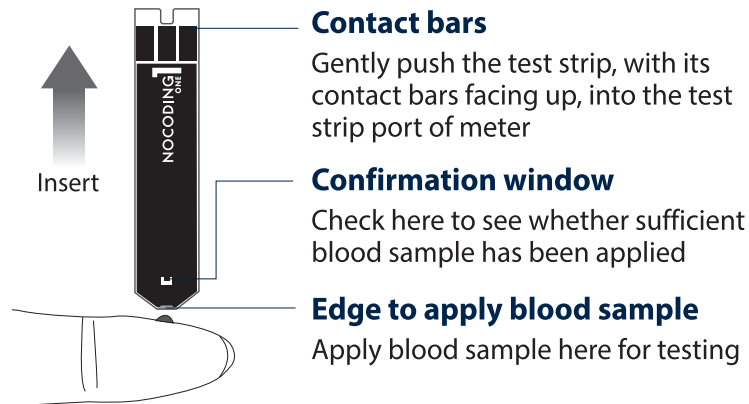 Contact bars
Gently push the test strip, with its
contact bars facing up, into the test
strip port of meter
Insert
NOCODING
ONE
1
Confirmation window
Check here to see whether sufficient
blood sample has been applied
Edge to apply blood sample
Apply blood sample here for testing